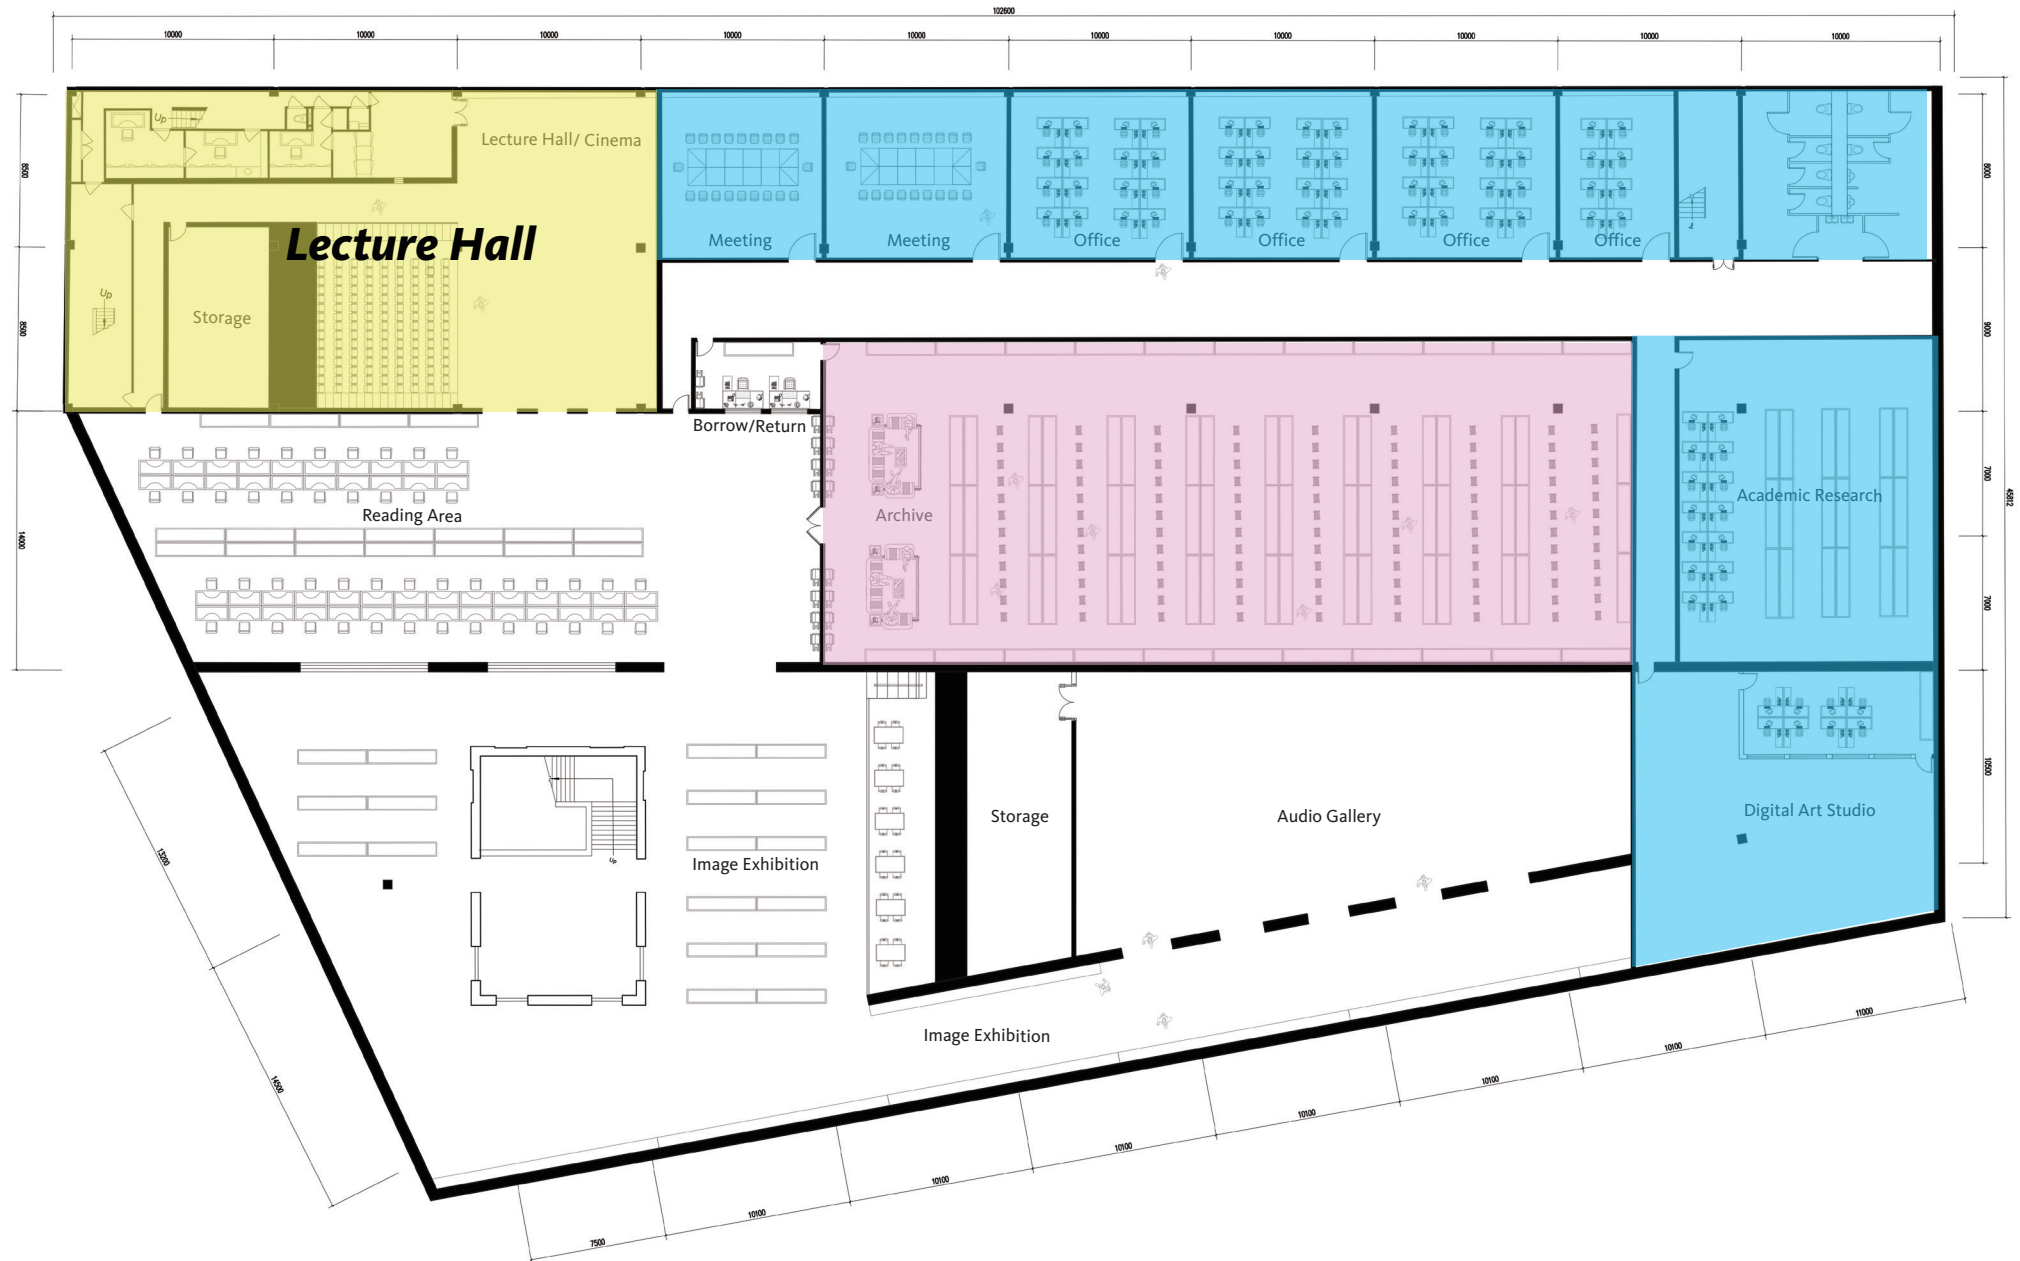 102600
10000
10000
10000
10000
10000
10000
10000
10000
10000
10000
Up
Lecture Hall/ Cinema
8500
8000
Lecture Hall
Meeting
Meeting
Office
Office
Office
Office
Up
Storage
8500
9000
Borrow/Return
Reading Area
Archive
Academic Research
7000
45812
14000
7000
10500
Storage
Audio Gallery
Digital Art Studio
Up
Image Exhibition
13200
Image Exhibition
14500
11000
10100
10100
10100
10100
10100
10100
7500